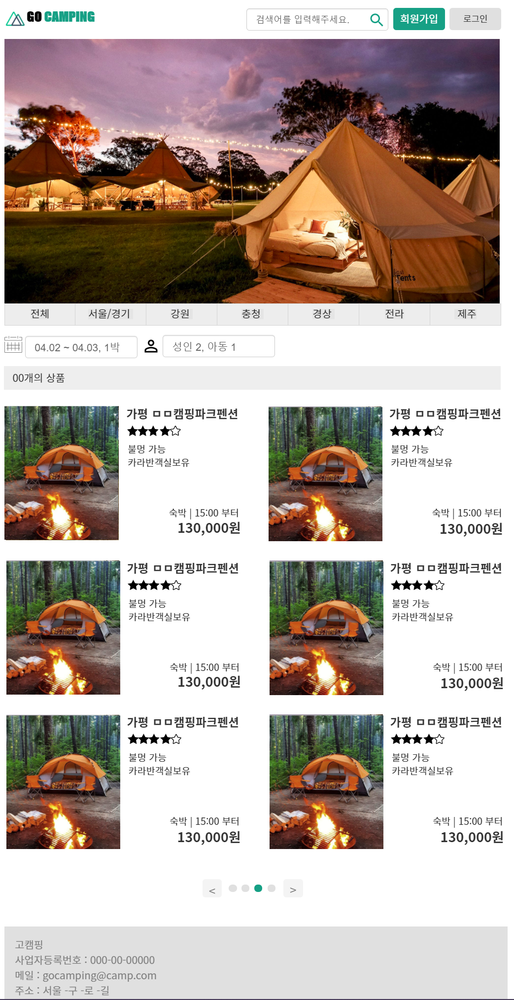 GO CAMPING
검색어를 입력해주세요.
회원가입
로그인
Tents
전체
서울/경기
강원
충청
경상
전라
제주
04.02 ~ 04.03, 1박
성인 2, 아동 1
00개의 상품
가평 ㅁㅁ캠핑파크펜션
불멍 가능
카라반객실보유
숙박 | 15:00 부터
130,000원
가평 ㅁㅁ캠핑파크펜션
불멍 가능
카라반객실보유
숙박 | 15:00 부터
130,000원
가평 ㅁㅁ캠핑파크펜션
불멍 가능
카라반객실보유
숙박 | 15:00 부터
130,000원
가평 ㅁㅁ캠핑파크펜션
불멍 가능
카라반객실보유
숙박 | 15:00 부터
130,000원
가평 ㅁㅁ캠핑파크펜션
불멍 가능
카라반객실보유
숙박 | 15:00 부터
130,000원
가평 ㅁㅁ캠핑파크펜션
불멍 가능
카라반객실보유
숙박 | 15:00 부터
130,000원
< >
고캠핑
사업자등록번호 : 000-00-00000
메일 : gocamping@camp.com
주소 : 서울 -구 -로 -길